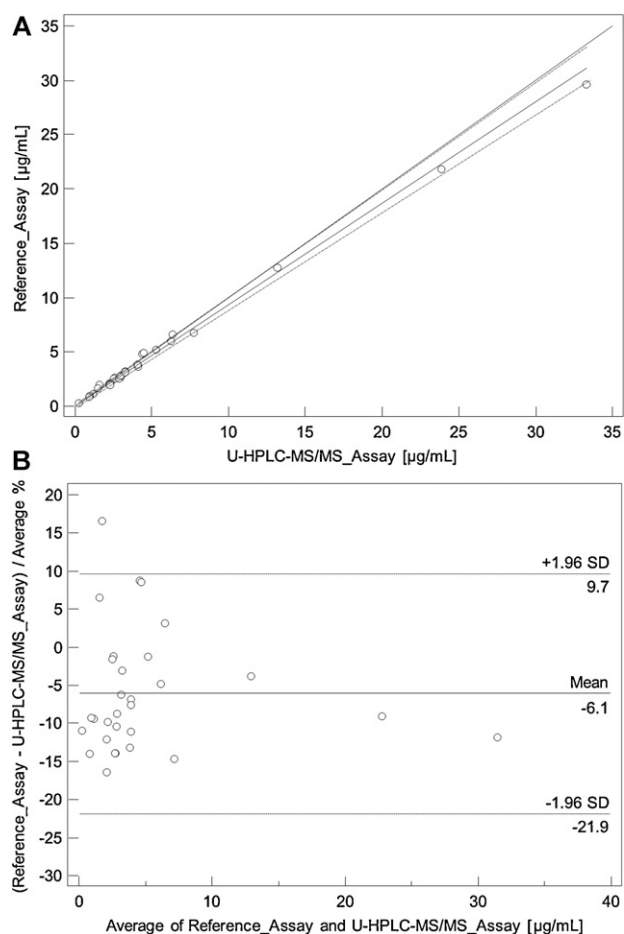 A
35
30
25
20
15
10
5
0
Reference_Assay [µg/mL]
0 5 10 15 20 25 30 35
U-HPLC-MS/MS_Assay [µg/mL]
B
20
15
10
5
0
-5
-10
-15
-20
-25
-30
(Reference_Assay - U-HPLC-MS/MS_Assay) / Average %
+1.96 SD
9.7
Mean
-6.1
-1.96 SD
-21.9
0 10 20 30 40
Average of Reference_Assay and U-HPLC-MS/MS_Assay [µg/mL]